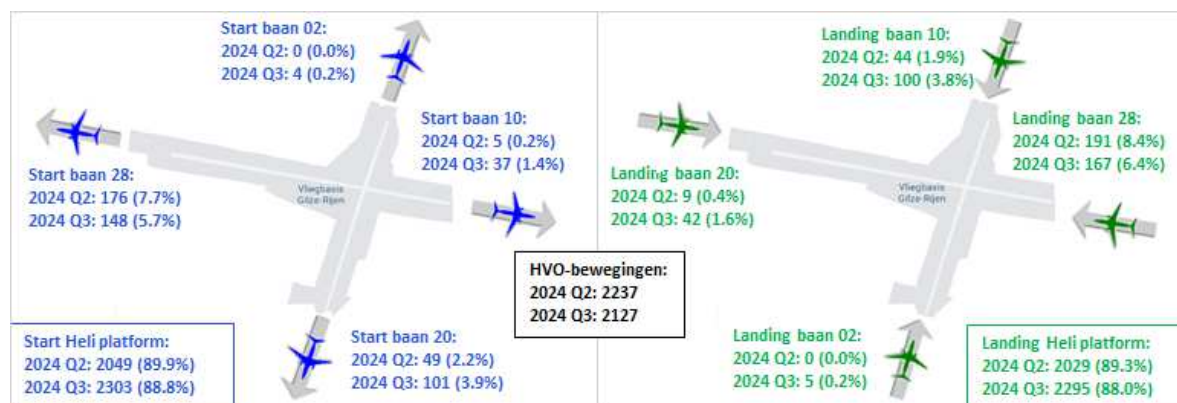 Start baan 02:
2024 Q2: 0 (0.0%)
2024 Q3: 4 (0.2%)
Start baan 10:
2024 Q2: 5 (0.2%)
2024 Q3: 37 (1.4%)
Start baan 28:
2024 Q2: 176 (7.7%)
2024 Q3: 148 (5.7%)
Vliegbasis
Gilze Rijen
Start baan 20:
2024 Q2: 49 (2.2%)
2024 Q3: 101 (3.9%)
Start Heli platform:
2024 Q2: 2049 (89.9%)
2024 Q3: 2303 (88.8%)
HVO-bewegingen:
2024 Q2: 2237
2024 Q3: 2127
Landing baan 10:
2024 Q2: 44 (1.9%)
2024 Q3: 100 (3.8%)
Landing baan 28:
2024 Q2: 191 (8.4%)
2024 Q3: 167 (6.4%)
Landing baan 20:
2024 Q2: 9 (0.4%)
2024 Q3: 42 (1.6%)
Vliegbasis
Gilze Rijen
Landing baan 02:
2024 Q2: 0 (0.0%)
2024 Q3: 5 (0.2%)
Landing Heli platform:
2024 Q2: 2029 (89.3%)
2024 Q3: 2295 (88.0%)